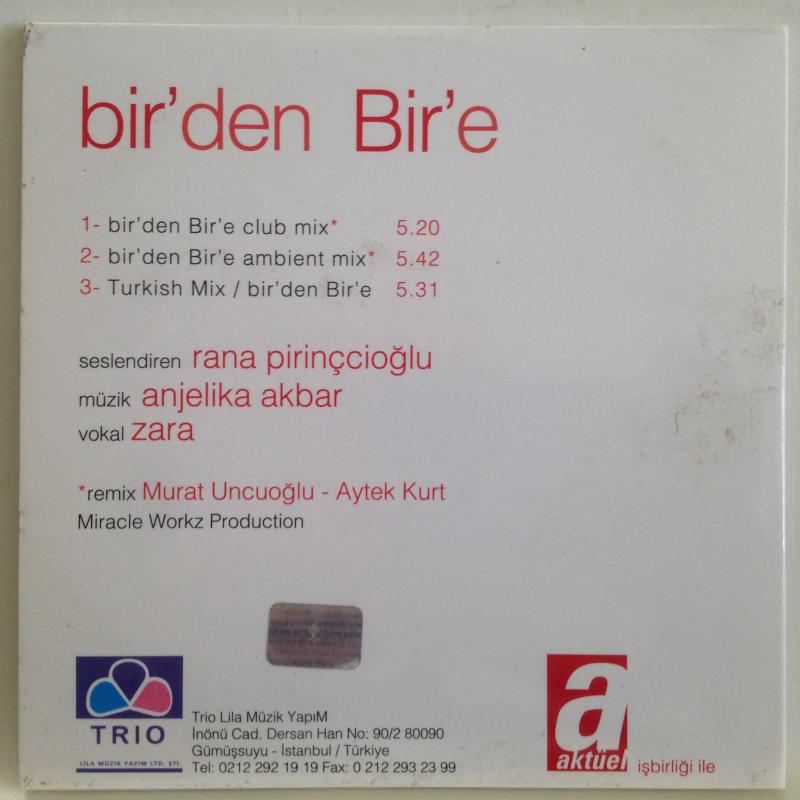 bir'den Bir'e
1- bir'den Bir'e club mix* 5.20
2- bir'den Bir'e ambient mix* 5.42
3- Turkish Mix / bir'den Bir'e 5.31
seslendiren rana pirinçcioğlu
müzik anjelika akbar
vokal zara
*remix Murat Uncuoğlu - Aytek Kurt
Miracle Workz Production
TRIO
LİLA MÜZİK YAPIM LTD. ŞTİ.
Trio Lila Müzik YapıM
İnönü Cad. Dersan Han No: 90/2 80090
Gümüşsuyu - İstanbul / Türkiye
Tel: 0212 292 19 19 Fax: 0 212 293 23 99
a
aktüel işbirliği ile